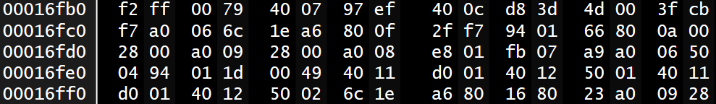 00016fb0 f2 ff 00 79 40 07 97 ef 40 0c d8 3d 4d 00 3f cb
00016fc0 f7 a0 06 6c 1e a6 80 0f 2f f7 94 01 66 80 0a 00
00016fd0 28 00 a0 09 28 00 a0 08 e8 01 fb 07 a9 a0 06 50
00016fe0 04 94 01 1d 00 49 40 11 d0 01 40 12 50 01 40 11
00016ff0 d0 01 40 12 50 02 6c 1e a6 80 16 80 23 a0 09 28